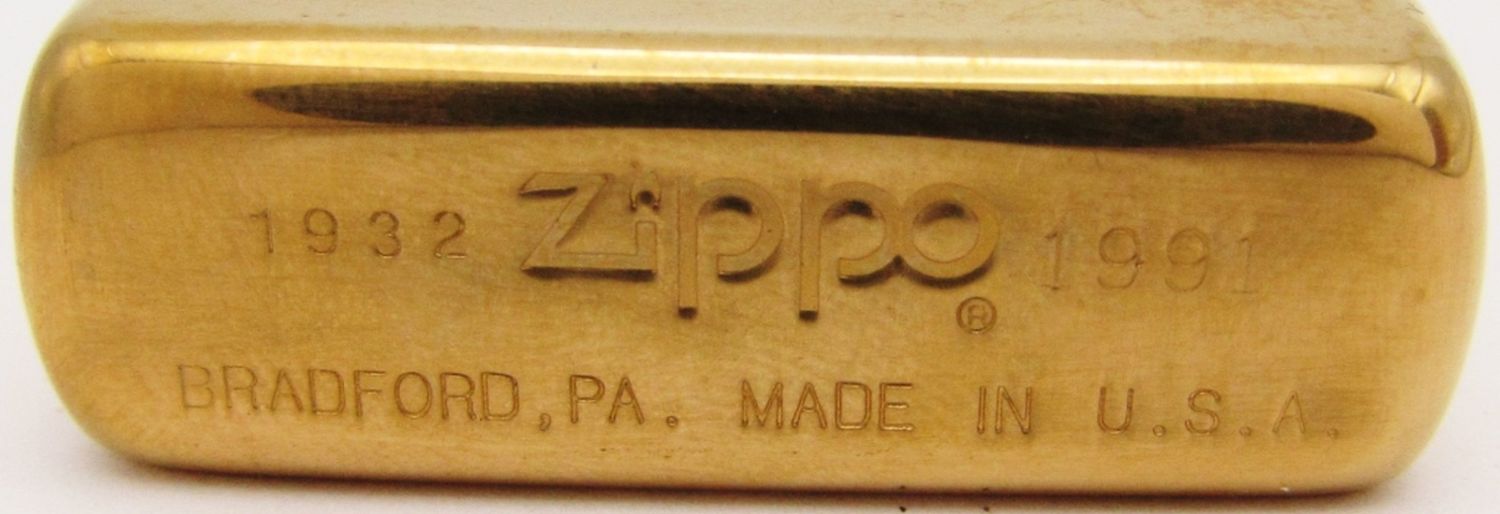 1932 Zippo 1991
®
BRADFORD, PA. MADE IN U.S.A.